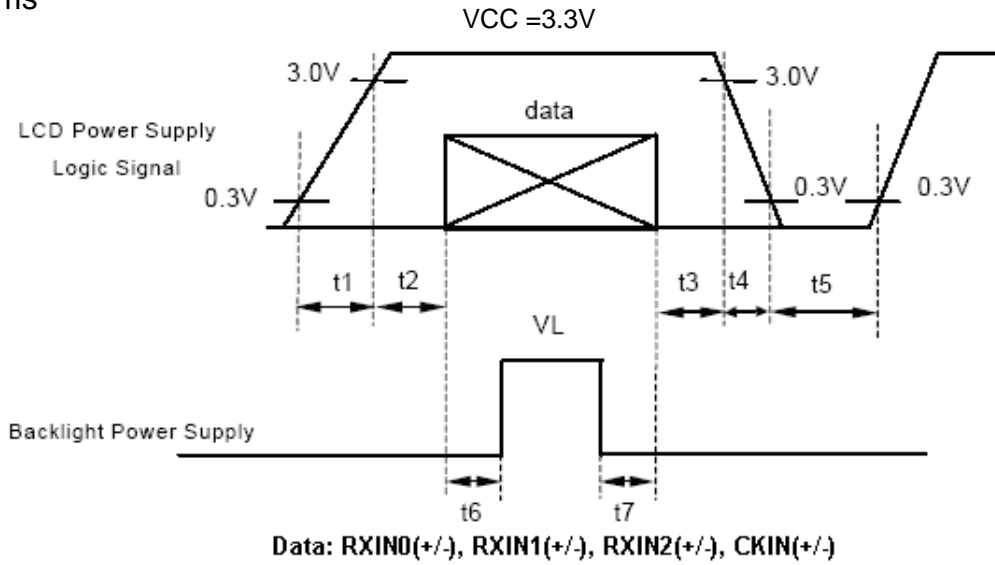 ms
VCC =3.3V
3.0V
3.0V
data
LCD Power Supply
Logic Signal
0.3V
0.3V
0.3V
t1
t2
t3
t4
t5
VL
Backlight Power Supply
t6
t7
Data: RXIN0(+/-), RXIN1(+/-), RXIN2(+/-), CKIN(+/-)